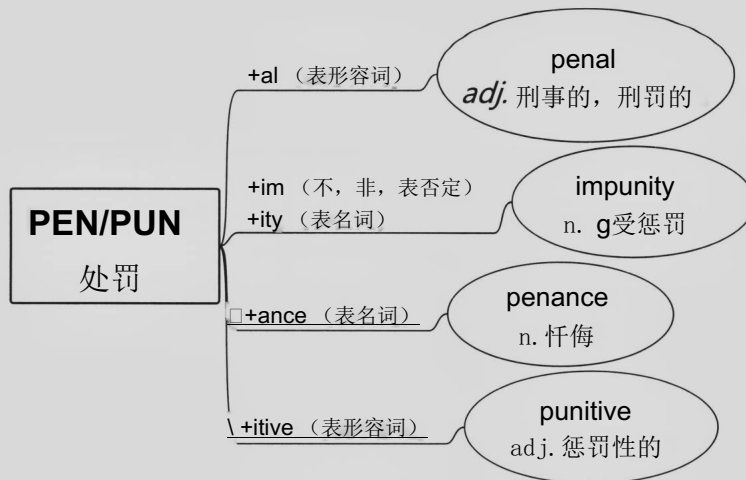 PEN/PUN
处罚
+al （表形容词）
penal
adj. 刑事的，刑罚的
+im （不，非，表否定）
+ity （表名词）
impunity
n. g受惩罚
□+ance （表名词）
penance
n.忏侮
\ +itive （表形容词）
punitive
adj.惩罚性的